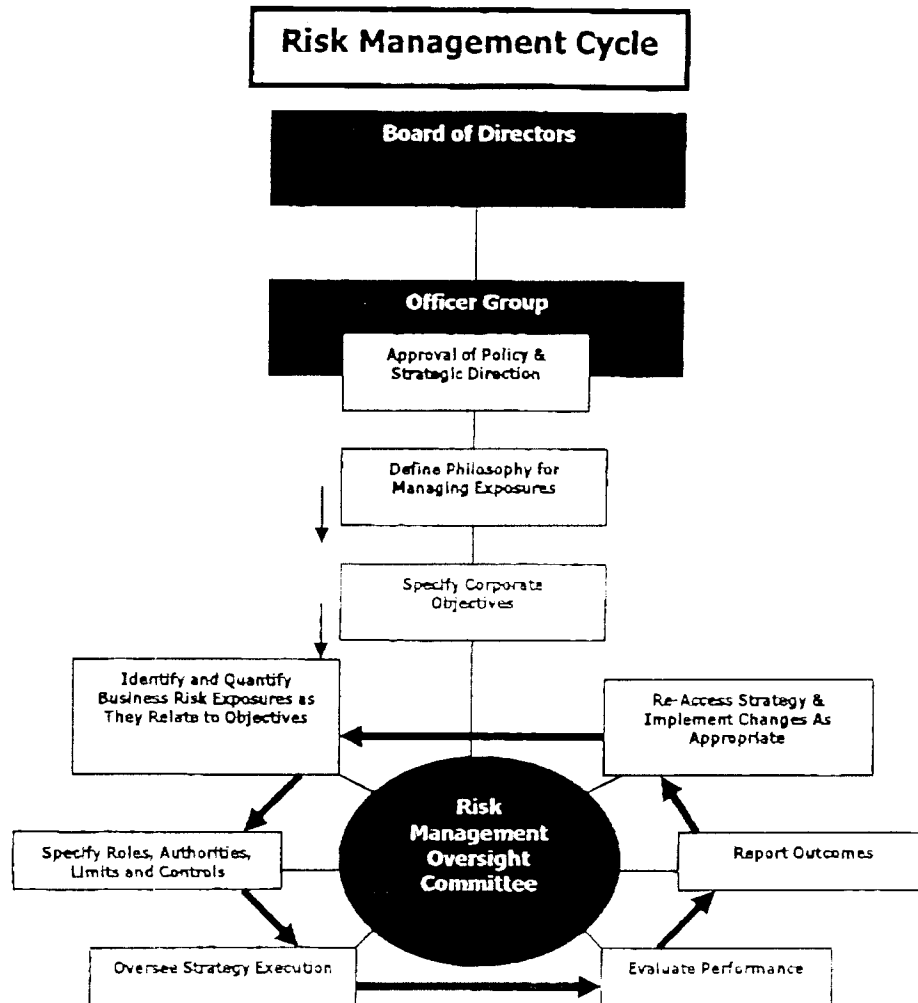 Risk Management Cycle
Board of Directors
Officer Group
Approval of Policy &
Strategic Direction
Define Philosophy for
Managing Exposures
Specify Corporate
Objectives
Identify and Quantify
Business Risk Exposures as
They Relate to Objectives
Re-Access Strategy &
Implement Changes As
Appropriate
Risk
Management
Oversight
Committee
Specify Roles, Authorities,
Limits and Controls
Report Outcomes
Oversee Strategy Execution
Evaluate Performance